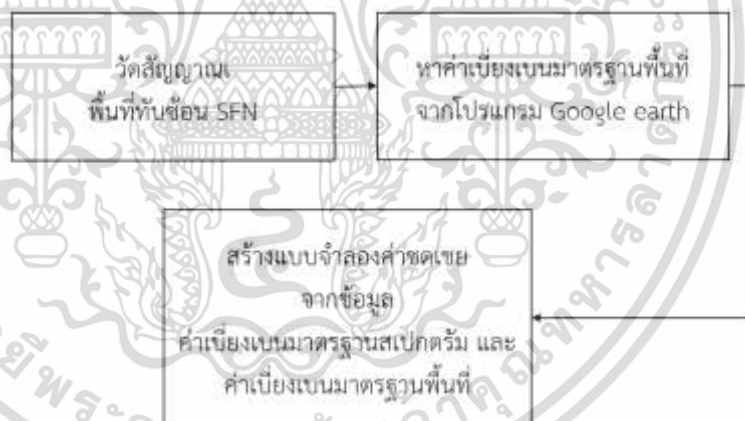 วัดสัญญาณ
พื้นที่ทับซ้อน SFN
หาค่าเบี่ยงเบนมาตรฐานพื้นที่
จากโปรแกรม Google earth
สร้างแบบจำลองค่าชดเชย
จากข้อมูล
ค่าเบี่ยงเบนมาตรฐานสเปกตรัม และ
ค่าเบี่ยงเบนมาตรฐานพื้นที่